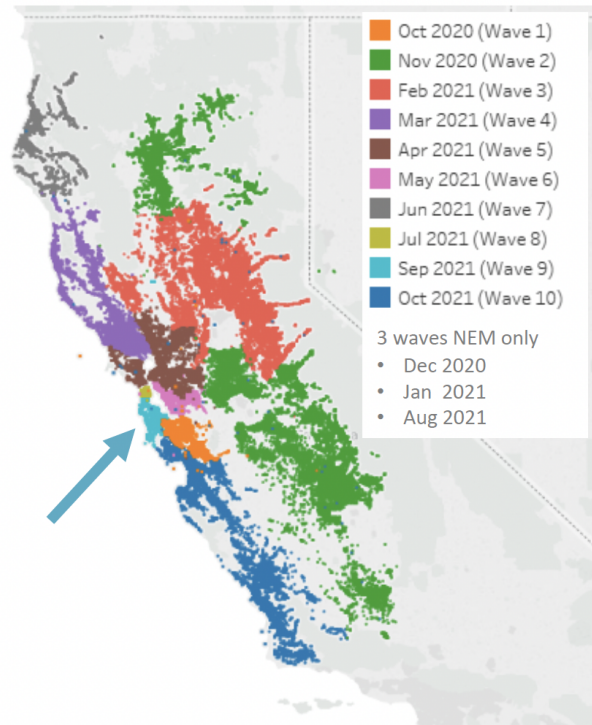 Oct 2020 (Wave 1)
Nov 2020 (Wave 2)
Feb 2021 (Wave 3)
Mar 2021 (Wave 4)
Apr 2021 (Wave 5)
May 2021 (Wave 6)
Jun 2021 (Wave 7)
Jul 2021 (Wave 8)
Sep 2021 (Wave 9)
Oct 2021 (Wave 10)
3 waves NEM only
• Dec 2020
• Jan 2021
• Aug 2021